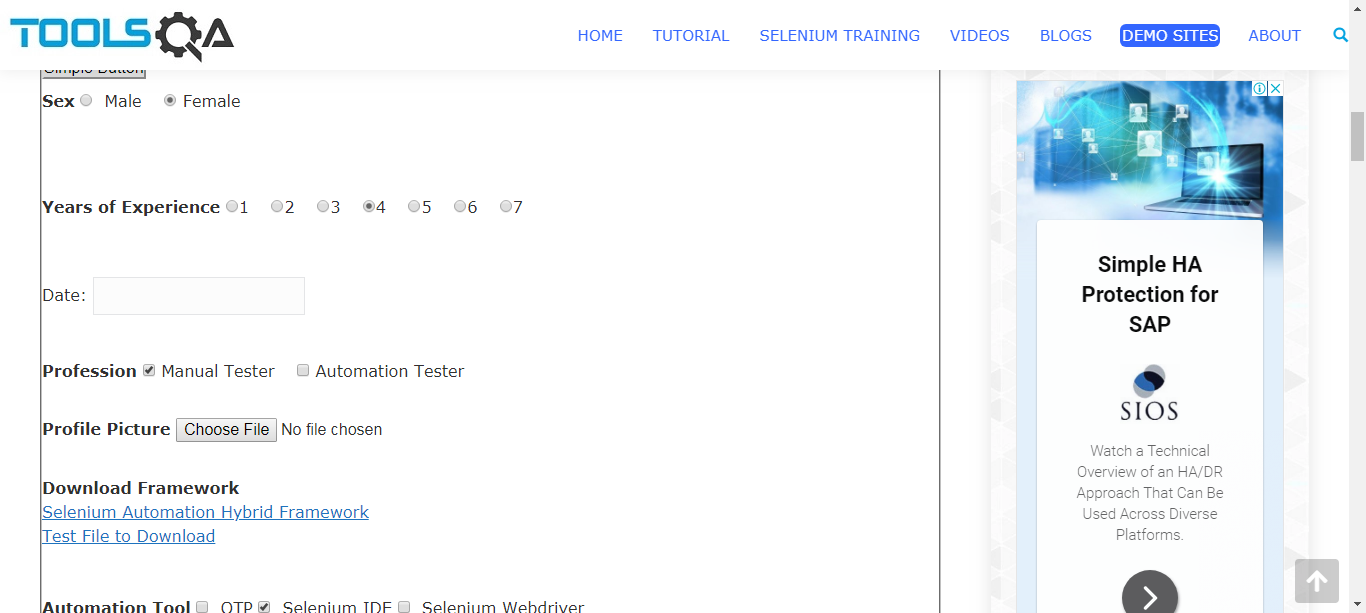 TOOLSQA
HOME TUTORIAL SELENIUM TRAINING VIDEOS BLOGS DEMO SITES ABOUT
Simple Button
Sex Male Female
Years of Experience 1 2 3 4 5 6 7
Date:
Profession Manual Tester Automation Tester
Profile Picture Choose File No file chosen
Download Framework
Selenium Automation Hybrid Framework
Test File to Download
Automation Tool QTP Selenium IDE Selenium Webdriver
Simple HA
Protection for
SAP
SIOS
Watch a Technical
Overview of an HA/DR
Approach That Can Be
Used Across Diverse
Platforms.